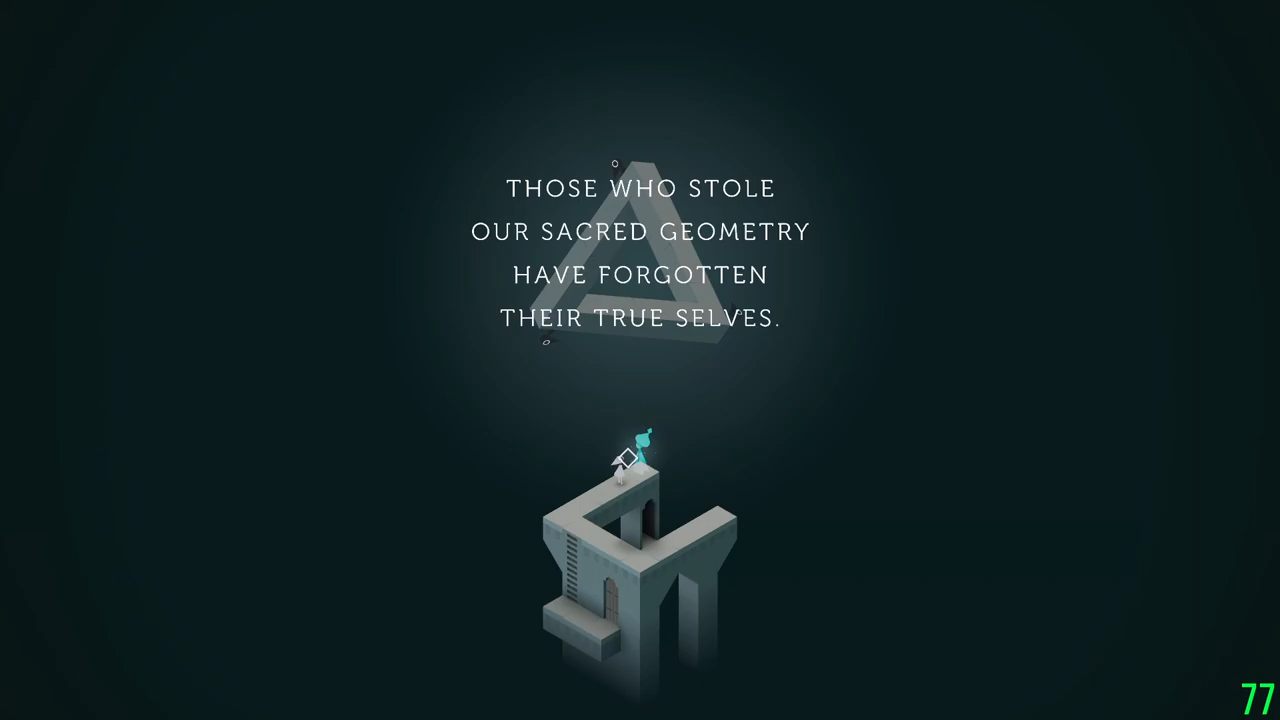 THOSE WHO STOLE
OUR SACRED GEOMETRY
HAVE FORGOTTEN
THEIR TRUE SELVES.
77